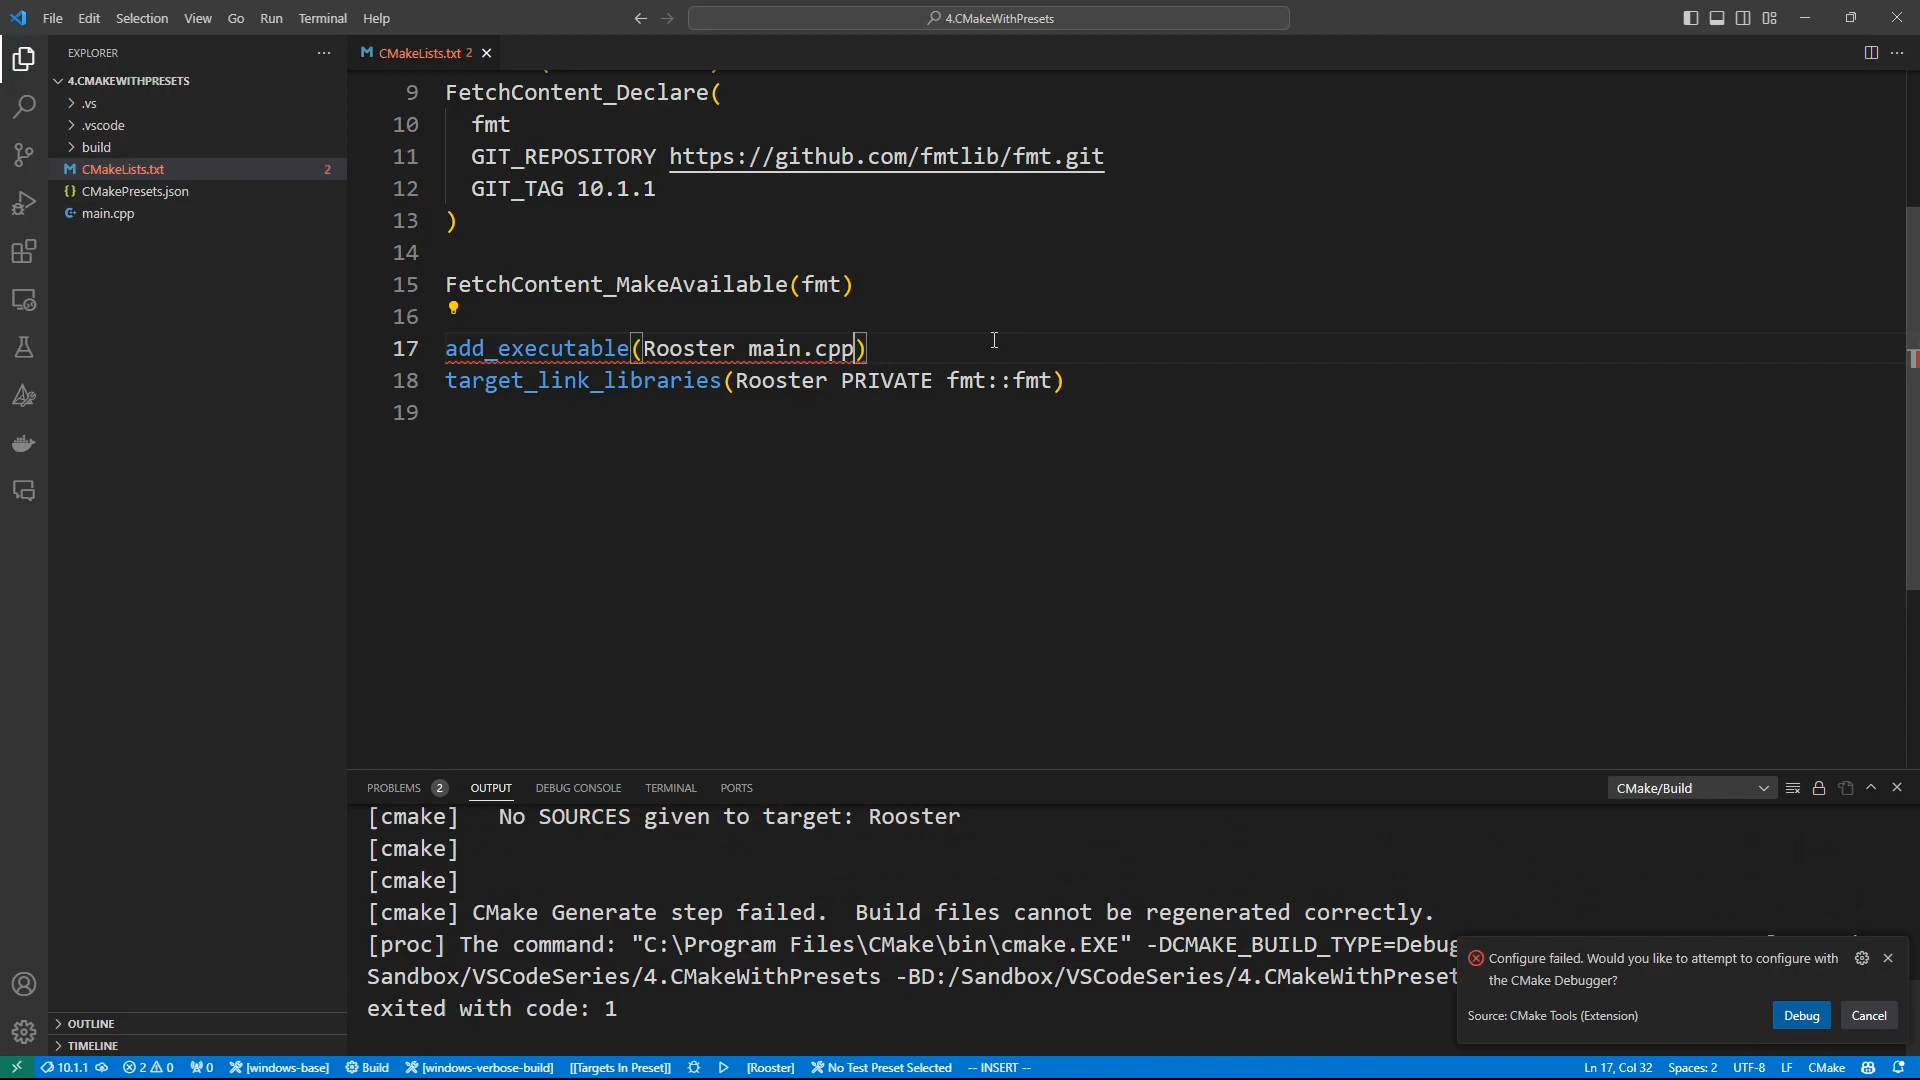 File Edit Selection View Go Run Terminal Help
4.CMakeWithPresets
EXPLORER
CMakeLists.txt 2
4.CMAKEWITHPRESETS
.vs
.vscode
build
CMakeLists.txt 2
CMakePresets.json
main.cpp
9 FetchContent_Declare(
10 fmt
11 GIT_REPOSITORY https://github.com/fmtlib/fmt.git
12 GIT_TAG 10.1.1
13 )
14
15 FetchContent_MakeAvailable(fmt)
16
17 add_executable(Rooster main.cpp)
18 target_link_libraries(Rooster PRIVATE fmt::fmt)
19
PROBLEMS 2 OUTPUT DEBUG CONSOLE TERMINAL PORTS
CMake/Build
[cmake] No SOURCES given to target: Rooster
[cmake]
[cmake]
[cmake] CMake Generate step failed. Build files cannot be regenerated correctly.
[proc] The command: "C:\Program Files\CMake\bin\cmake.EXE" -DCMAKE_BUILD_TYPE=Debug
Sandbox/VSCodeSeries/4.CMakeWithPresets -BD:/Sandbox/VSCodeSeries/4.CMakeWithPreset
exited with code: 1
Configure failed. Would you like to attempt to configure with
the CMake Debugger?
Source: CMake Tools (Extension)
Debug Cancel
OUTLINE
TIMELINE
10.1.1 2 0 0 [windows-base] Build [windows-verbose-build] [[Targets In Preset]] [Rooster] No Test Preset Selected -- INSERT -- Ln 17, Col 32 Spaces: 2 UTF-8 LF CMake